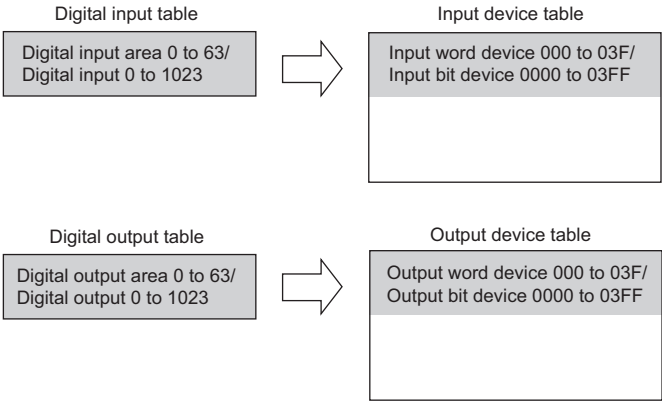 Digital input table
Input device table
Digital input area 0 to 63/
Digital input 0 to 1023
Input word device 000 to 03F/
Input bit device 0000 to 03FF
Digital output table
Output device table
Digital output area 0 to 63/
Digital output 0 to 1023
Output word device 000 to 03F/
Output bit device 0000 to 03FF